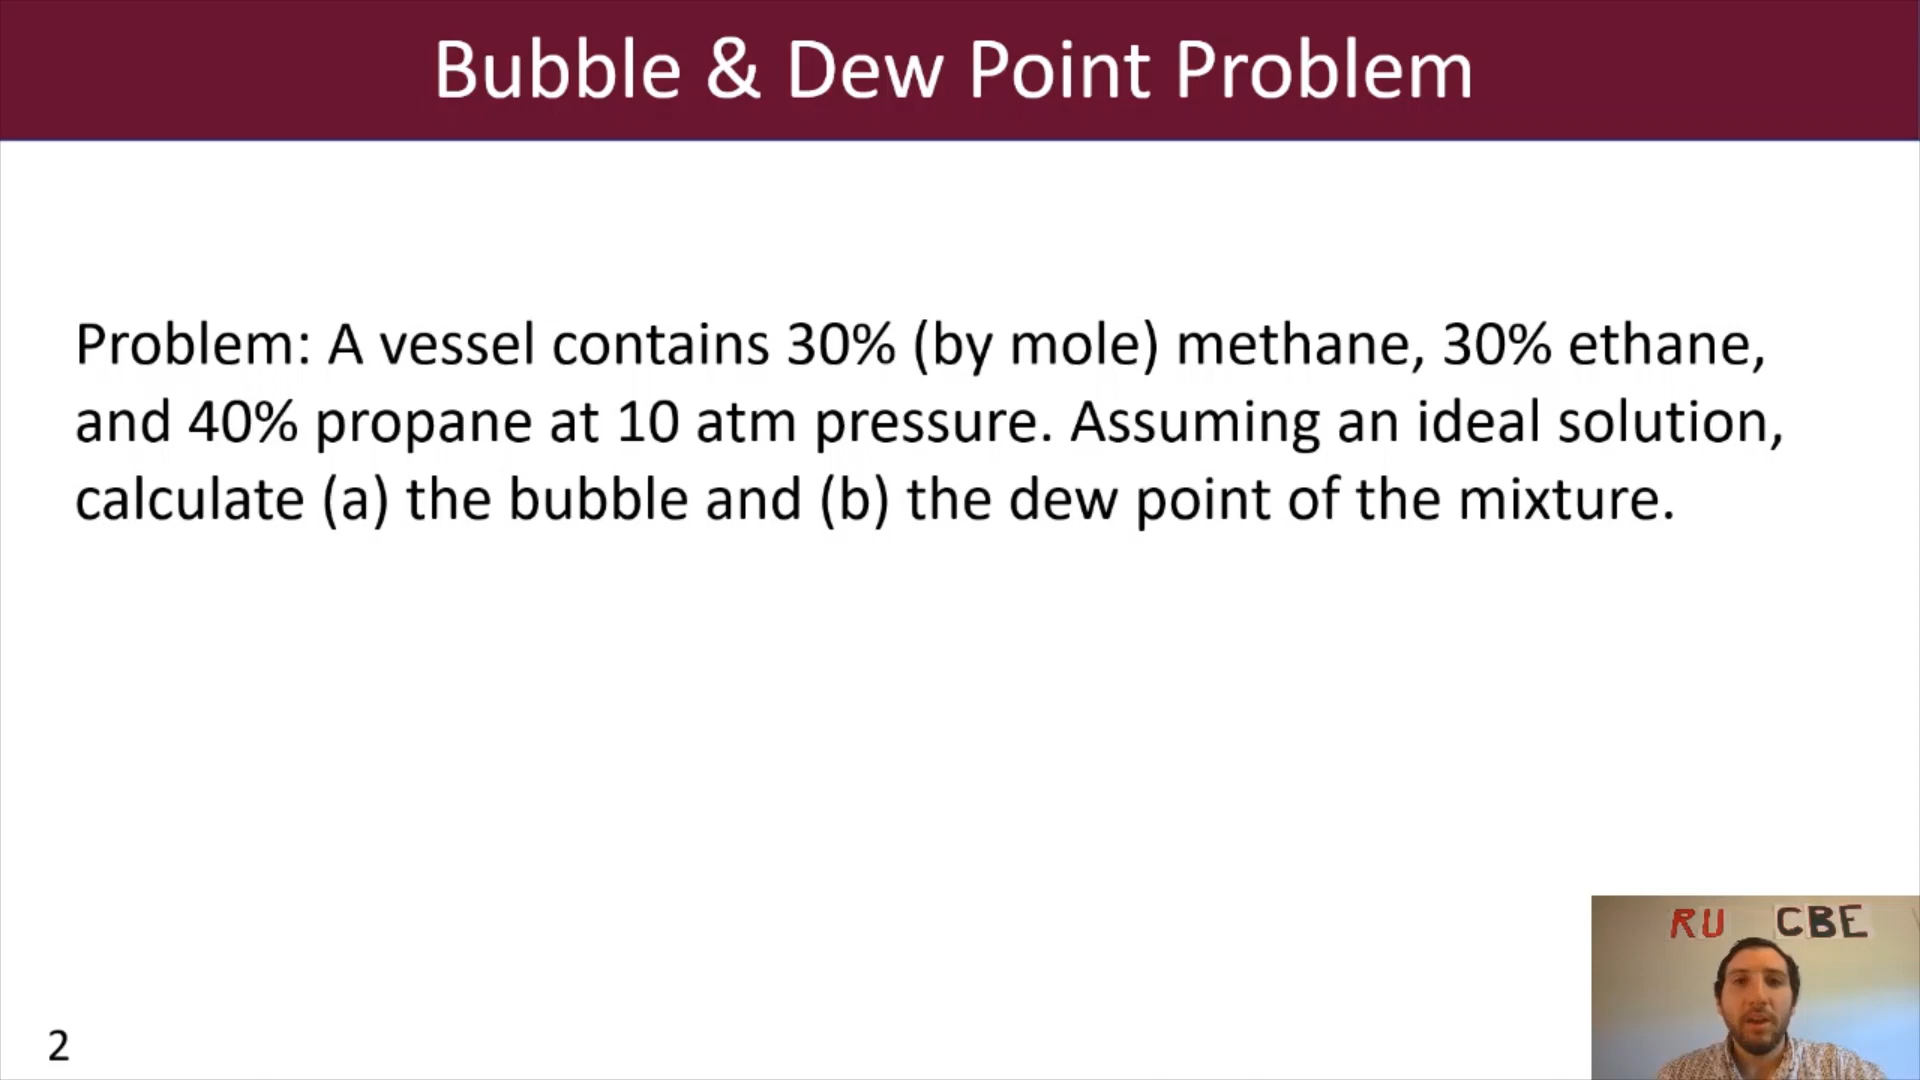 Bubble & Dew Point Problem
Problem: A vessel contains 30% (by mole) methane, 30% ethane,
and 40% propane at 10 atm pressure. Assuming an ideal solution,
calculate (a) the bubble and (b) the dew point of the mixture.
RU CBE
2